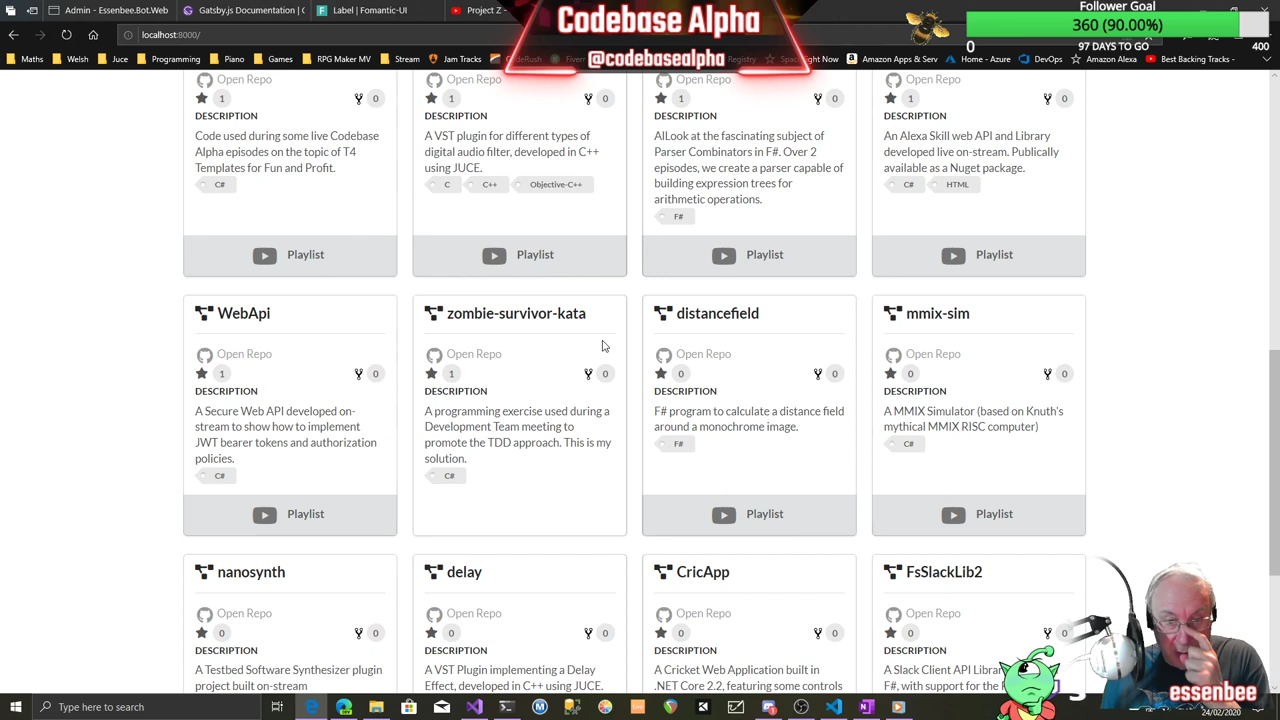 Admin - Essenbee.Bot.Web
Gatsby.js Documentation | G
Label | Fomantic-UI
Project Z -
Codebase Alpha
@codebasealpha
Follower Goal
360 (90.00%)
0
97 DAYS TO GO
400
localhost:8000/
Maths
Welsh
Juce
Programming
Piano
Games
RPG Maker MV
Stream
Jam Tracks
Amazon Apps & Serv
Home - Azure
DevOps
Amazon Alexa
Best Backing Tracks -
Open Repo
Open Repo
Open Repo
Open Repo
1 0
1 0
1 0
1 0
DESCRIPTION
Code used during some live Codebase
Alpha episodes on the topic of T4
Templates for Fun and Profit.
C#
Playlist
DESCRIPTION
A VST plugin for different types of
digital audio filter, developed in C++
using JUCE.
C C++ Objective-C++
Playlist
DESCRIPTION
AlLook at the fascinating subject of
Parser Combinators in F#. Over 2
episodes, we create a parser capable of
building expression trees for
arithmetic operations.
F#
Playlist
DESCRIPTION
An Alexa Skill web API and Library
developed live on-stream. Publically
available as a Nuget package.
C# HTML
Playlist
WebApi
Open Repo
1 0
DESCRIPTION
A Secure Web API developed on-
stream to show how to implement
JWT bearer tokens and authorization
policies.
C#
Playlist
zombie-survivor-kata
Open Repo
1 0
DESCRIPTION
A programming exercise used during a
Development Team meeting to
promote the TDD approach. This is my
solution.
C#
distancefield
Open Repo
0 0
DESCRIPTION
F# program to calculate a distance field
around a monochrome image.
F#
Playlist
mmix-sim
Open Repo
0 0
DESCRIPTION
A MMIX Simulator (based on Knuth's
mythical MMIX RISC computer)
C#
Playlist
nanosynth
Open Repo
0 0
DESCRIPTION
A Testbed Software Synthesizer plugin
project built on-stream
delay
Open Repo
0 0
DESCRIPTION
A VST Plugin implementing a Delay
Effect, developed in C++ using JUCE.
CricApp
Open Repo
0 0
DESCRIPTION
A Cricket Web Application built in
.NET Core 2.2, featuring some controls
FsSlackLib2
Open Repo
0 0
DESCRIPTION
A Slack Client API
F#, with support for the
essenbee
Type here to search
24/02/2020